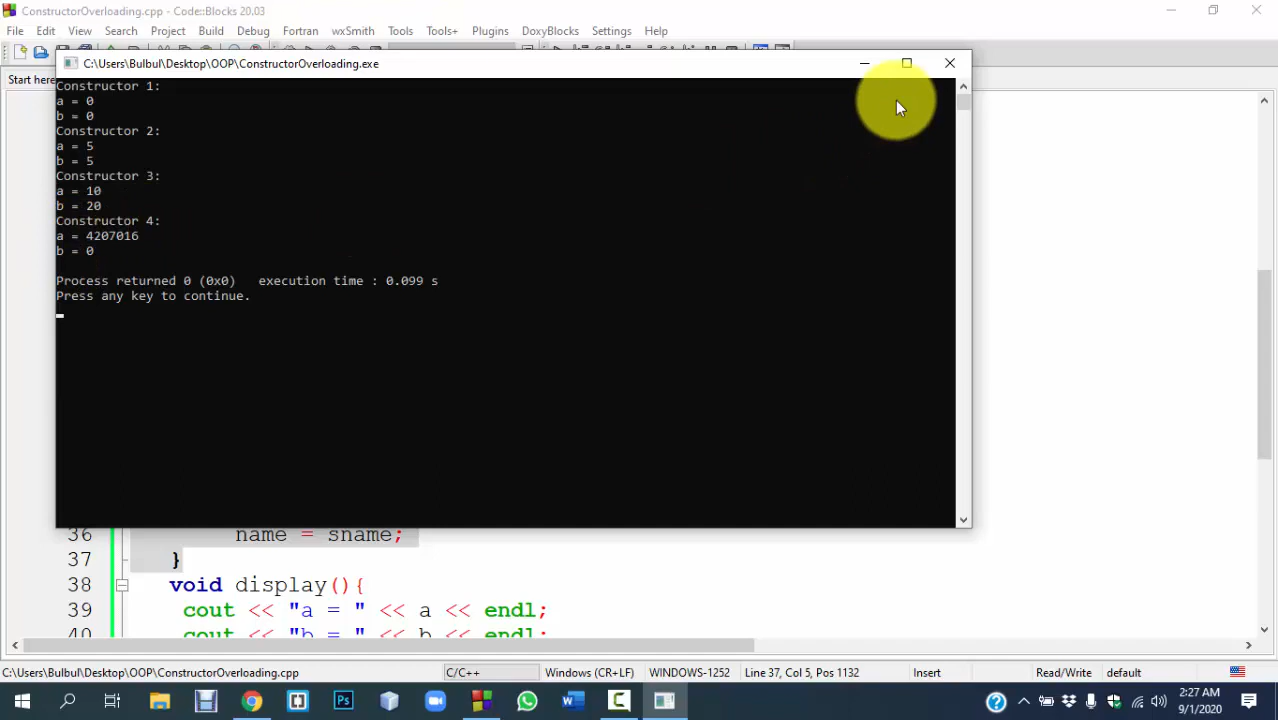 ConstructorOverloading.cpp - Code::Blocks 20.03
File Edit View Search Project Build Debug Fortran wxSmith Tools Tools+ Plugins DoxyBlocks Settings Help
C:\Users\Bulbul\Desktop\OOP\ConstructorOverloading.exe
Start here
Constructor 1:
a = 0
b = 0
Constructor 2:
a = 5
b = 5
Constructor 3:
a = 10
b = 20
Constructor 4:
a = 4207016
b = 0
Process returned 0 (0x0)   execution time : 0.099 s
Press any key to continue.
36 name = sname;
37 }
38 void display(){
39 cout << "a = " << a << endl;
40 cout << "b = " << b << endl;
C:\Users\Bulbul\Desktop\OOP\ConstructorOverloading.cpp C/C++ Windows (CR+LF) WINDOWS-1252 Line 37, Col 5, Pos 1132 Insert Read/Write default
2:27 AM
9/1/2020